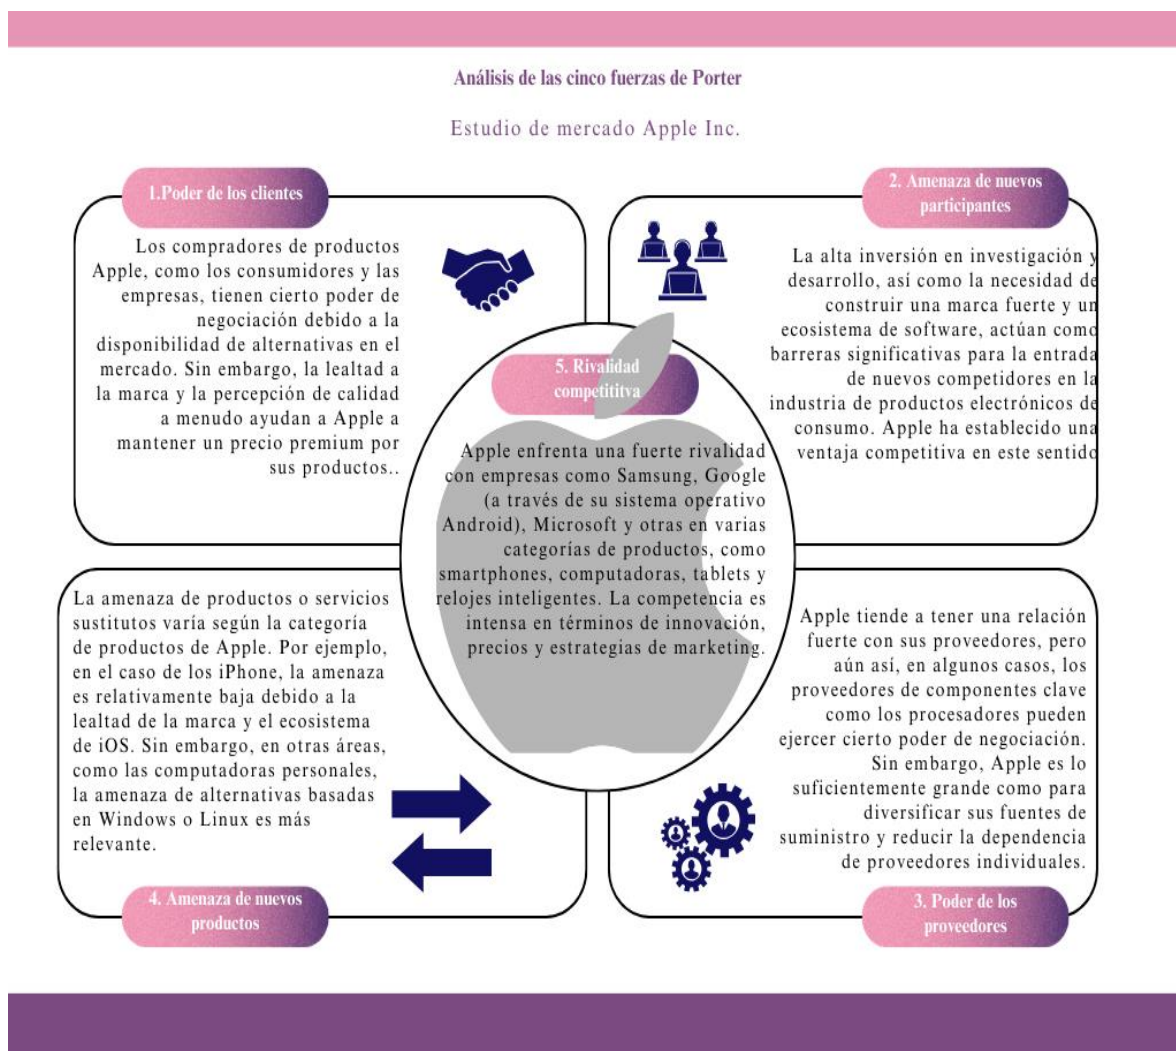 Análisis de las cinco fuerzas de Porter
Estudio de mercado Apple Inc.
1.Poder de los clientes
Los compradores de productos
Apple, como los consumidores y las
empresas, tienen cierto poder de
negociación debido a la
disponibilidad de alternativas en el
mercado. Sin embargo, la lealtad a
la marca y la percepción de calidad
a menudo ayudan a Apple a
mantener un precio premium por
sus productos..
2. Amenaza de nuevos
participantes
La alta inversión en investigación y
desarrollo, así como la necesidad de
construir una marca fuerte y un
ecosistema de software, actúan como
barreras significativas para la entrada
de nuevos competidores en la
industria de productos electrónicos de
consumo. Apple ha establecido una
ventaja competitiva en este sentido
5. Rivalidad
competititva
Apple enfrenta una fuerte rivalidad
con empresas como Samsung, Google
(a través de su sistema operativo
Android), Microsoft y otras en varias
categorías de productos, como
smartphones, computadoras, tablets y
relojes inteligentes. La competencia es
intensa en términos de innovación,
precios y estrategias de marketing.
La amenaza de productos o servicios
sustitutos varía según la categoría
de productos de Apple. Por ejemplo,
en el caso de los iPhone, la amenaza
es relativamente baja debido a la
lealtad de la marca y el ecosistema
de iOS. Sin embargo, en otras áreas,
como las computadoras personales,
la amenaza de alternativas basadas
en Windows o Linux es más
relevante.
4. Amenaza de nuevos
productos
Apple tiende a tener una relación
fuerte con sus proveedores, pero
aún así, en algunos casos, los
proveedores de componentes clave
como los procesadores pueden
ejercer cierto poder de negociación.
Sin embargo, Apple es lo
suficientemente grande como para
diversificar sus fuentes de
suministro y reducir la dependencia
de proveedores individuales.
3. Poder de los
proveedores